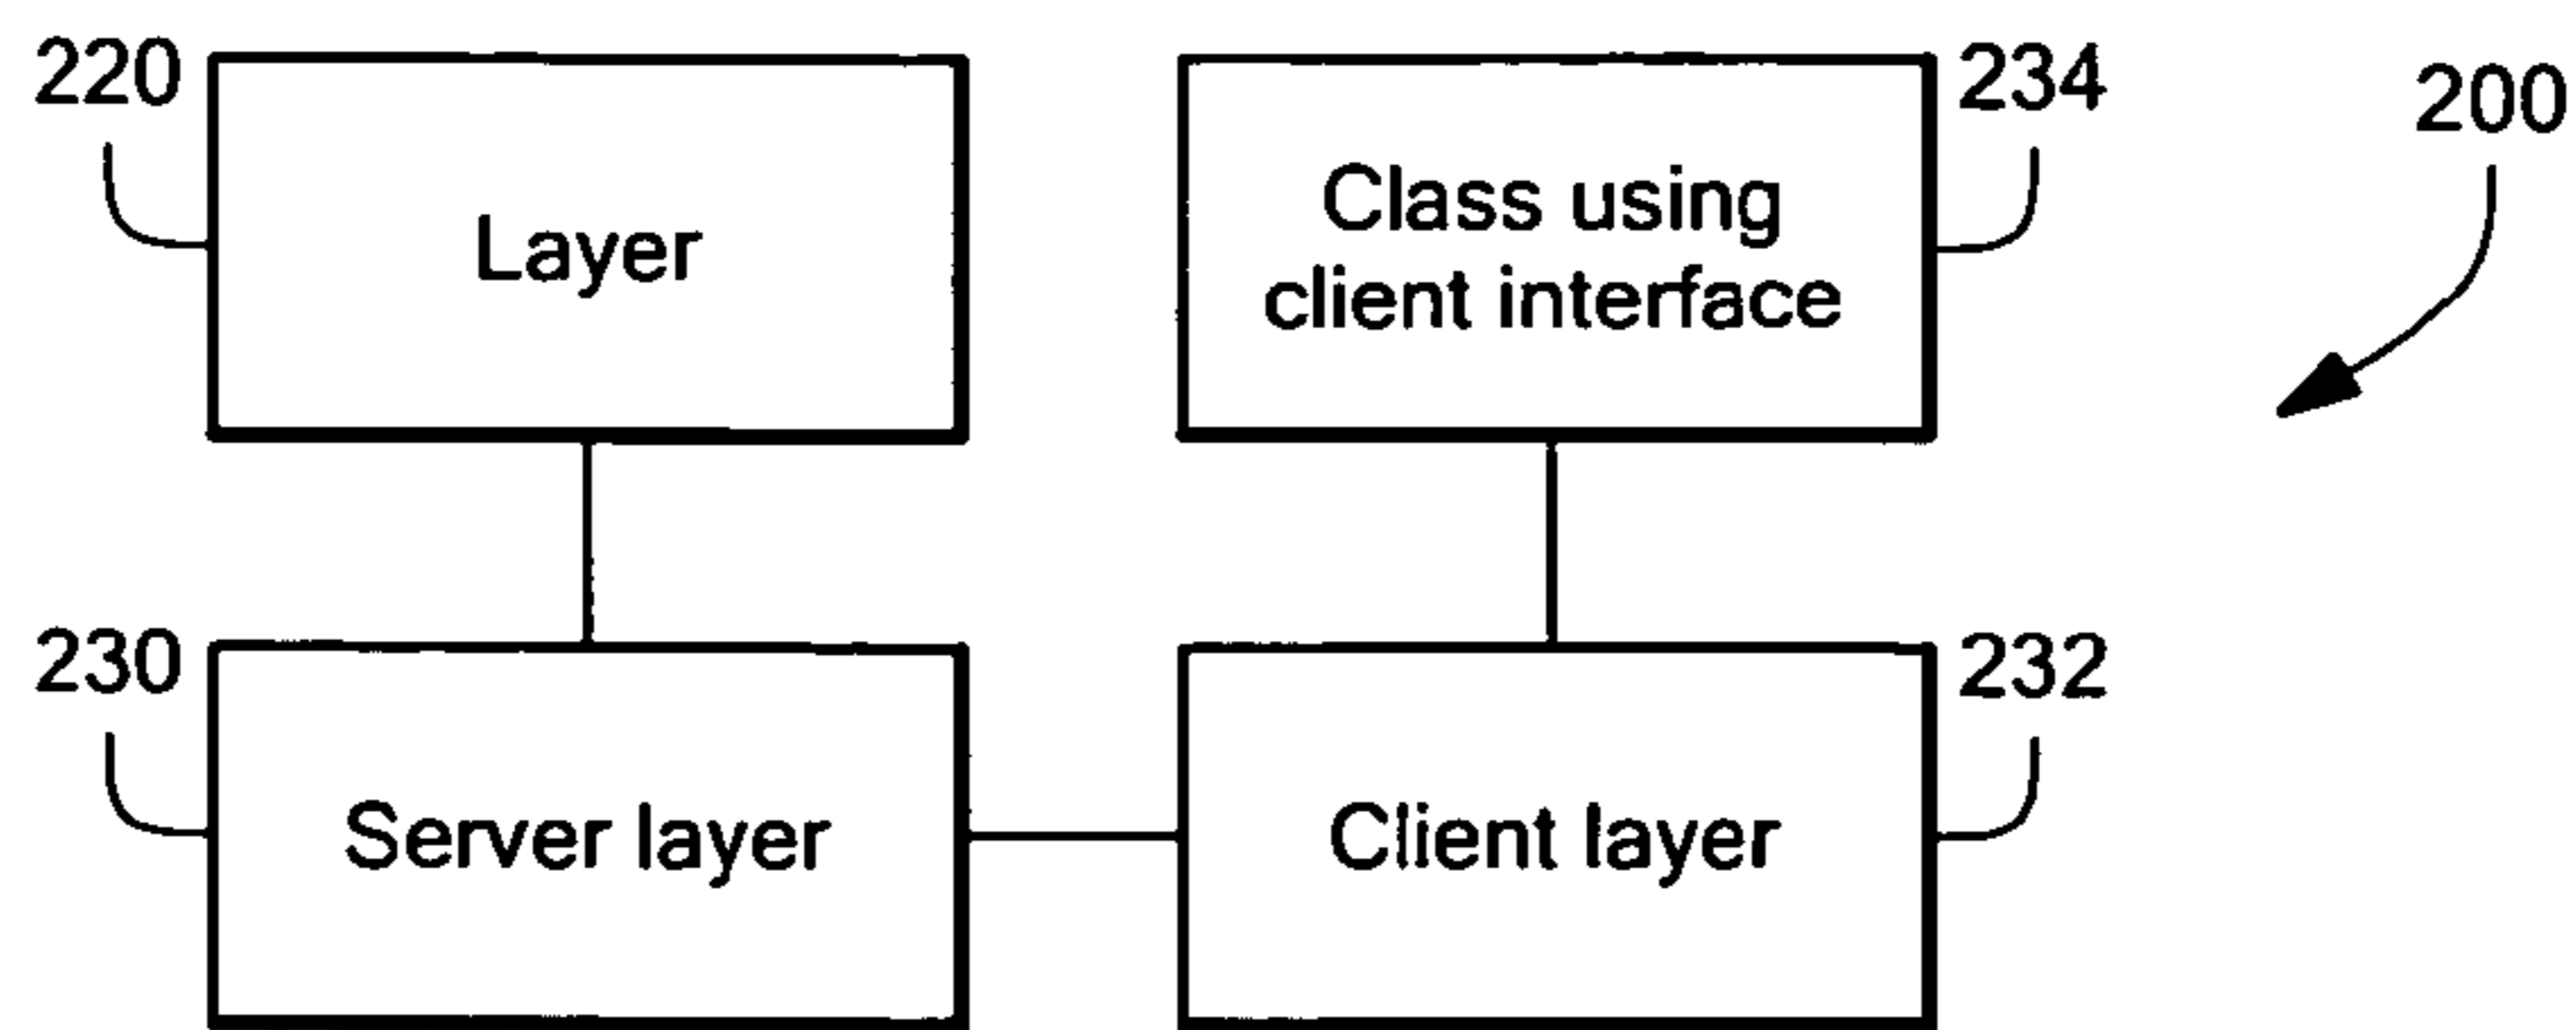 220
Layer
Class using
client interface
234
200
230
Server layer
Client layer
232